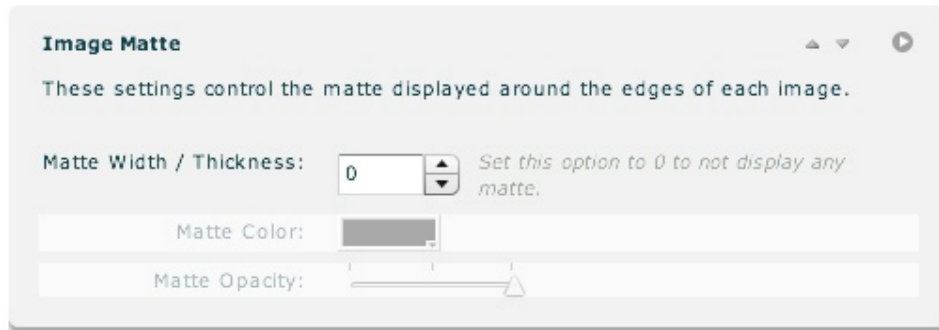 Image Matte
These settings control the matte displayed around the edges of each image.
Matte Width / Thickness:
0
Set this option to 0 to not display any
matte.
Matte Color:
Matte Opacity: